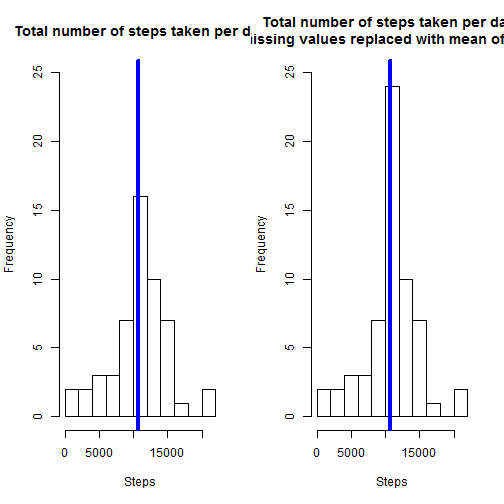 Total number of steps taken per d
Frequency
0
5
10
15
20
25
0
5000
15000
Steps
Total number of steps taken per da
issing values replaced with mean of
Frequency
0
5
10
15
20
25
0
5000
15000
Steps